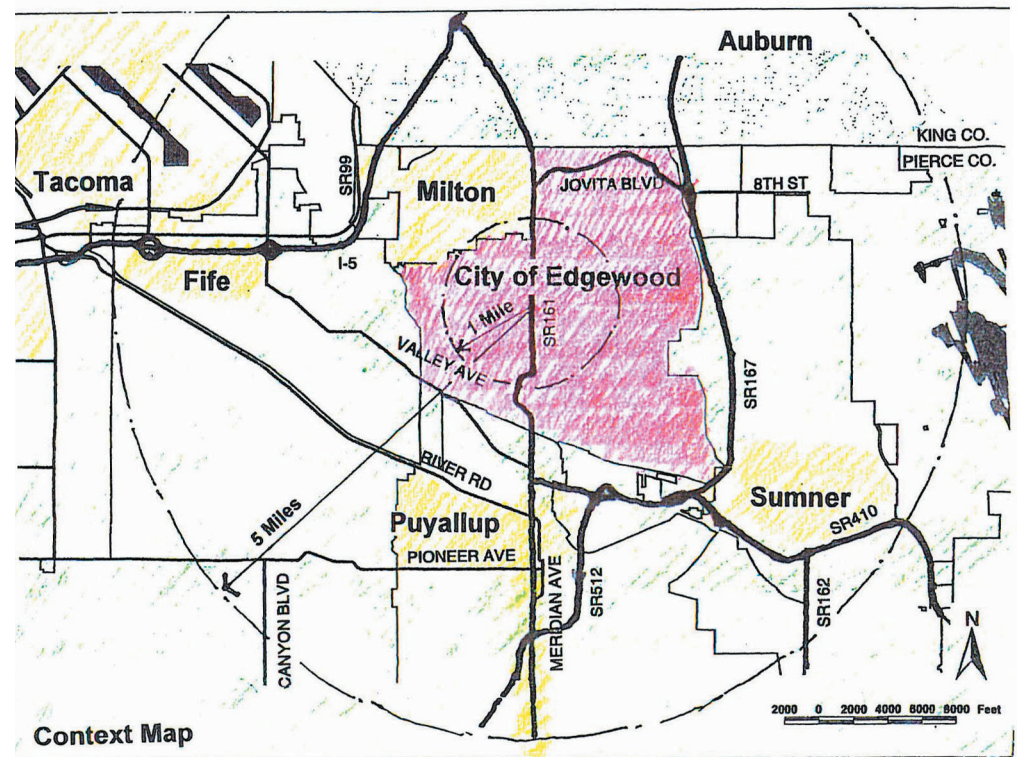 Auburn
KING CO.
PIERCE CO.
Tacoma
SR99
Milton
JOVITA BLVD
8TH ST
I-5
Fife
City of Edgewood
1 Mile
SR161
VALLEY AVE
SR167
RIVER RD
5 Miles
Puyallup
PIONEER AVE
Sumner
SR410
CANYON BLVD
MERIDIAN AVE
SR512
SR162
N
2000 0 2000 4000 6000 8000 Feet
Context Map